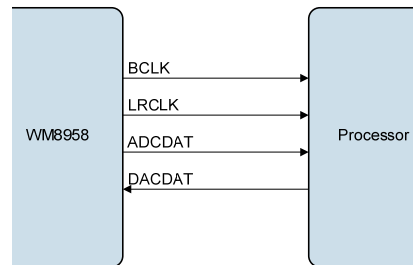 BCLK
LRCLK
WM8958
ADCDAT
Processor
DACDAT